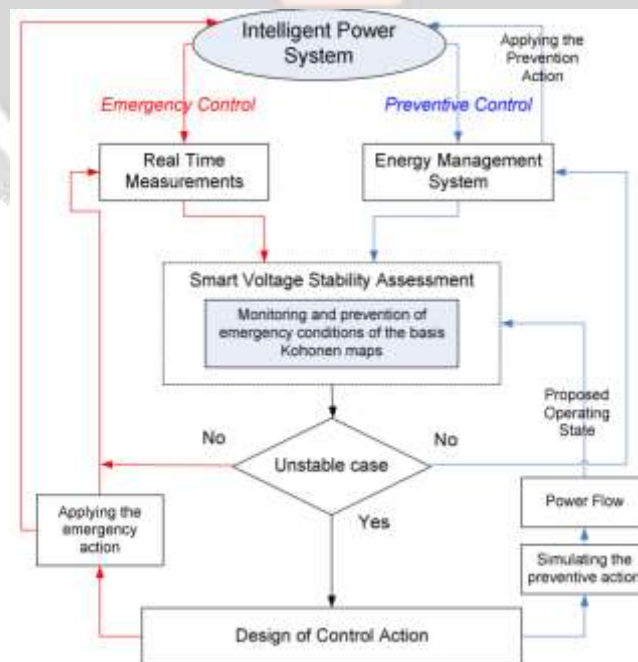 Intelligent Power
System
Applying the
Prevention
Action
Emergency Control
Preventive Control
Real Time
Measurements
Energy Management
System
Smart Voltage Stability Assessment
Monitoring and prevention of
emergency conditions of the basis
Kohonen maps
Proposed
Operating
State
No
No
Unstable case
Yes
Applying the
emergency
action
Power Flow
Simulating the
preventive action
Design of Control Action